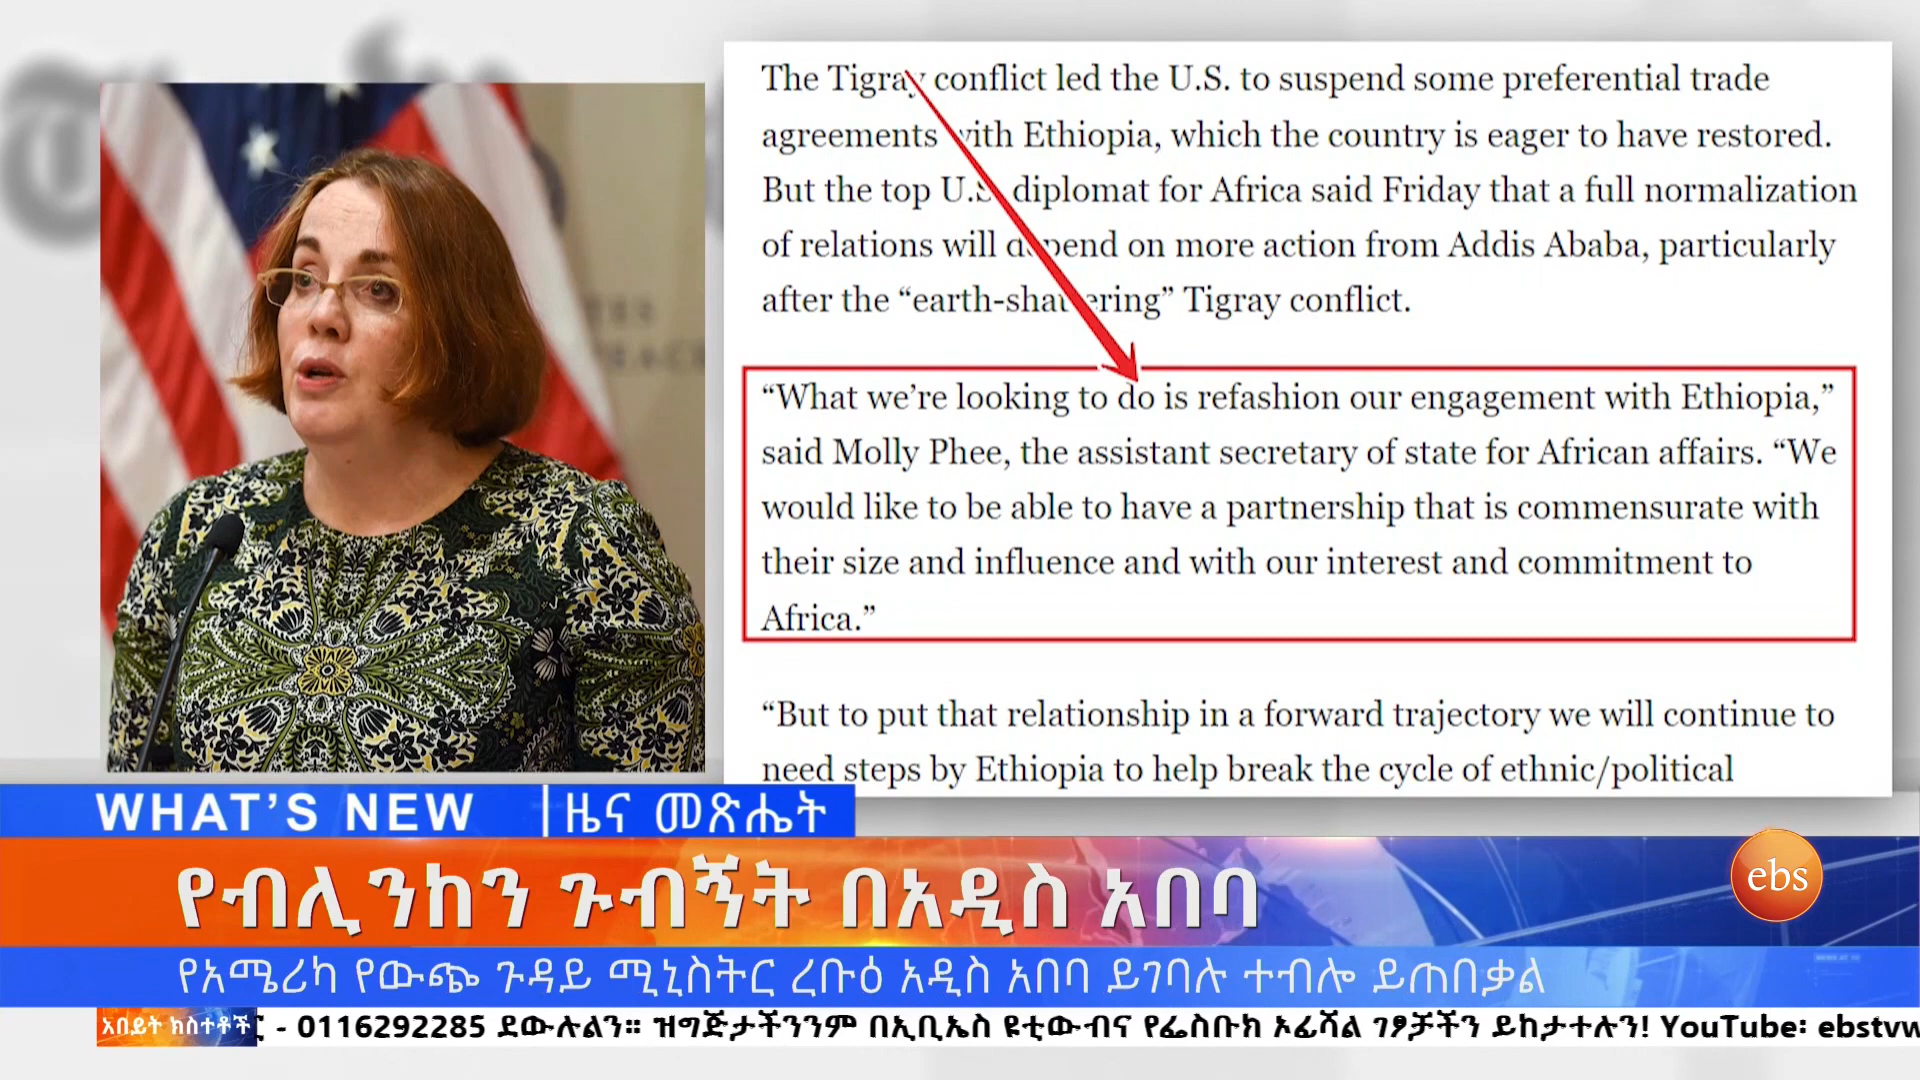 The Tigray conflict led the U.S. to suspend some preferential trade
agreements with Ethiopia, which the country is eager to have restored.
But the top U.S. diplomat for Africa said Friday that a full normalization
of relations will depend on more action from Addis Ababa, particularly
after the “earth-shattering” Tigray conflict.
“What we’re looking to do is refashion our engagement with Ethiopia,”
said Molly Phee, the assistant secretary of state for African affairs. “We
would like to be able to have a partnership that is commensurate with
their size and influence and with our interest and commitment to
Africa.”
“But to put that relationship in a forward trajectory we will continue to
need steps by Ethiopia to help break the cycle of ethnic/political
WHAT’S NEW |ዜና መጽሔት
የብሊንከን ጉብኝት በአዲስ አበባ
ebs
የአሜሪካ የውጭ ጉዳይ ሚኒስትር ረቡዕ አዲስ አበባ ይገባሉ ተብሎ ይጠበቃል
አበይት ክስተቶች - 0116292285 ደውሉልን። ዝግጅታችንንም በኢቢኤስ ዩቲውብና የፌስቡክ ኦፊሻል ገፆቻችን ይከታተሉን! YouTube፡ ebstvw